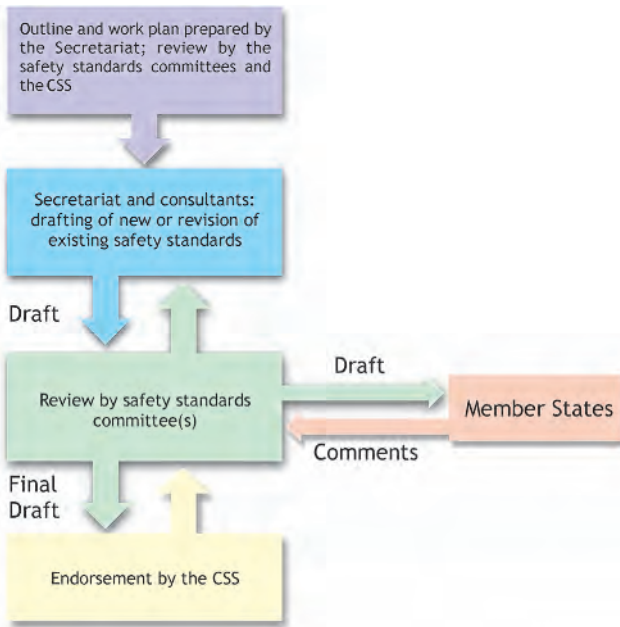 Outline and work plan prepared by
the Secretariat; review by the
safety standards committees and
the CSS
Secretariat and consultants:
drafting of new or revision of
existing safety standards
Draft
Review by safety standards
committee(s)
Draft
Member States
Comments
Final
Draft
Endorsement by the CSS